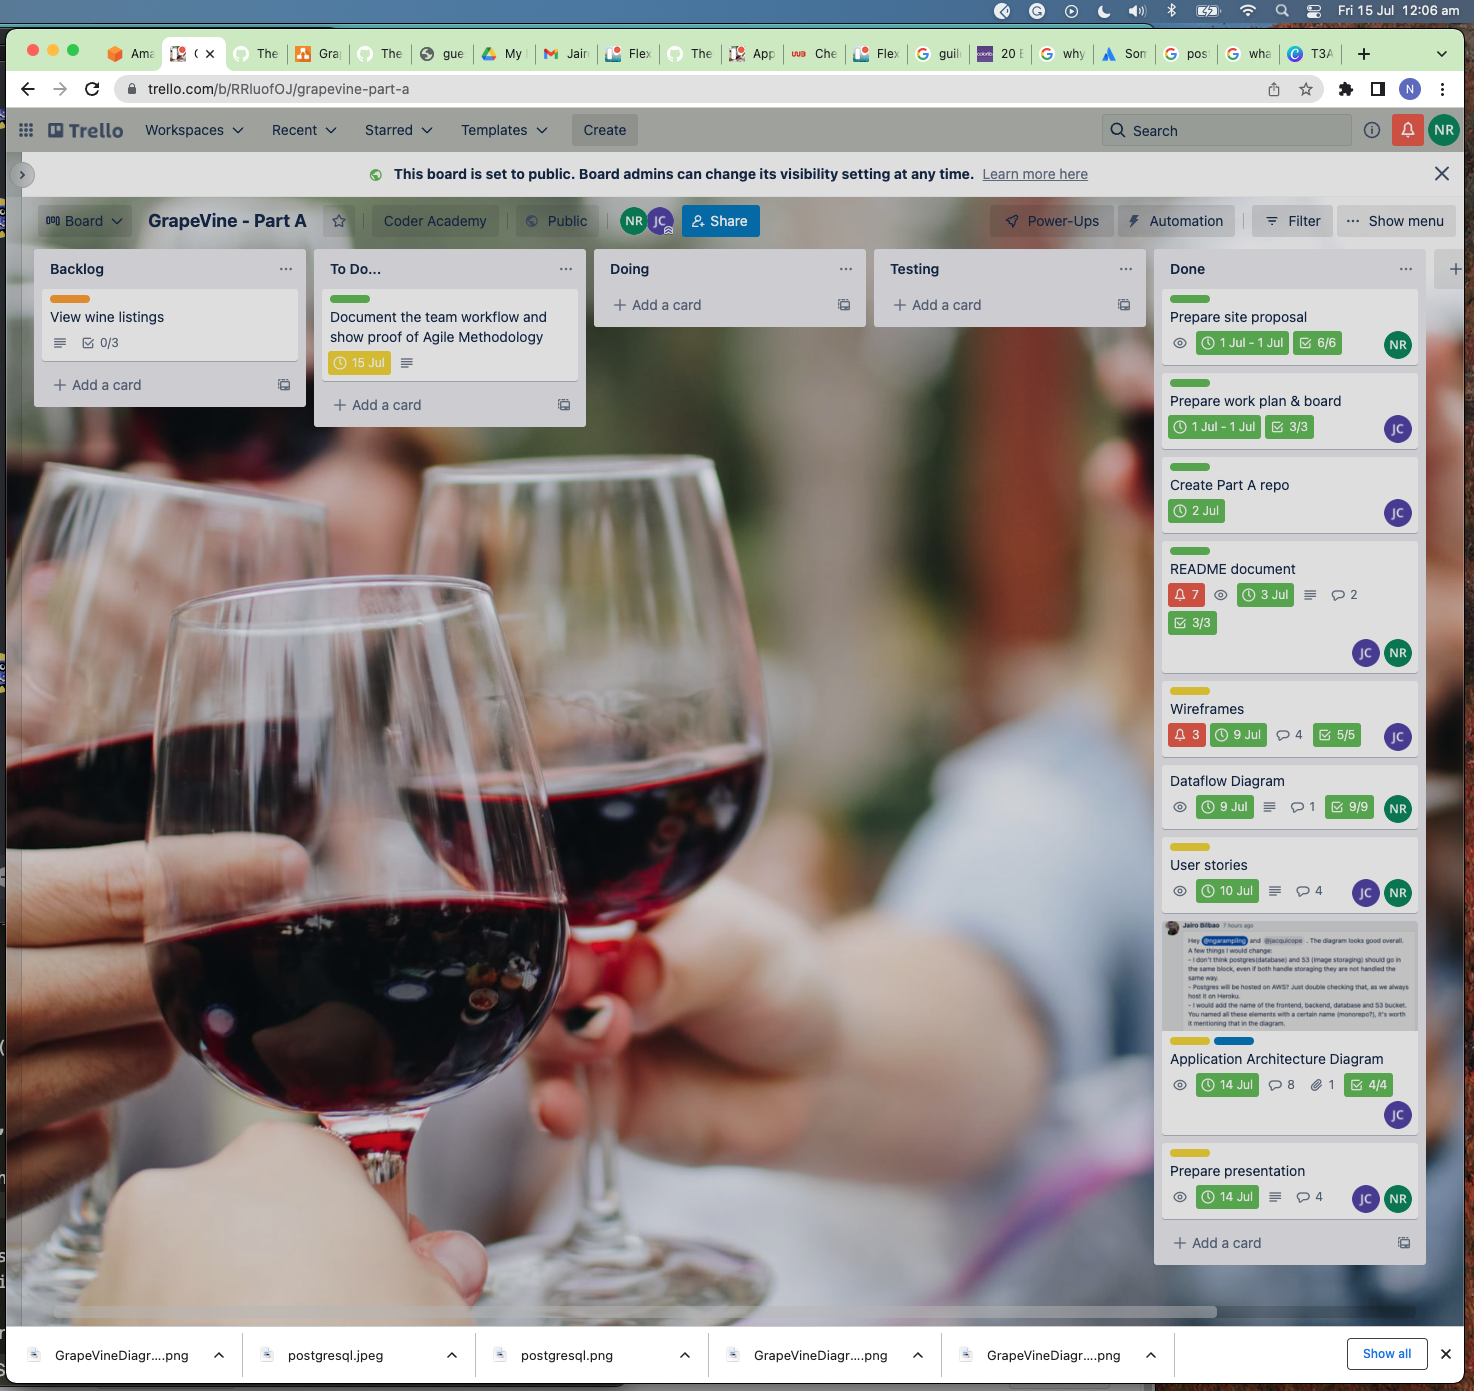 Fri 15 Jul 12:06 am
Ama
The
Gra
The
gue
My
Jair
Flex
The
App
Che
Flex
guil
20
why
Som
pos
wha
T3A
trello.com/b/RRluofOJ/grapevine-part-a
N
Trello
Workspaces
Recent
Starred
Templates
Create
Search
NR
This board is set to public. Board admins can change its visibility setting at any time. Learn more here
Board
GrapeVine - Part A
Coder Academy
Public
NR
JC
Share
Power-Ups
Automation
Filter
Show menu
Backlog
View wine listings
0/3
+ Add a card
To Do...
Document the team workflow and
show proof of Agile Methodology
15 Jul
+ Add a card
Doing
+ Add a card
Testing
+ Add a card
Done
Prepare site proposal
1 Jul - 1 Jul 6/6 NR
Prepare work plan & board
1 Jul - 1 Jul 3/3 JC
Create Part A repo
2 Jul JC
README document
7 3 Jul 2
3/3
JC NR
Wireframes
3 9 Jul 4 5/5 JC
Dataflow Diagram
9 Jul 1 9/9 NR
User stories
10 Jul 4 JC NR
Jairo Bilbao 7 hours ago
Hey @ngarampling and @jacquicope . The diagram looks good overall.
A few things I would change:
- I don't think postgres(database) and S3 (image storaging) should go in
the same block, even if both handle storaging they are not handled the
same way.
- Postgres will be hosted on AWS? Just double checking that, as we always
host it on Heroku.
- I would add the name of the frontend, backend, database and S3 bucket.
You named all these elements with a certain name (monorepo?), it's worth
it mentioning that in the diagram.
Application Architecture Diagram
14 Jul 8 1 4/4
JC
Prepare presentation
14 Jul 4 JC NR
+ Add a card
GrapeVineDiagr....png
postgresql.jpeg
postgresql.png
GrapeVineDiagr....png
GrapeVineDiagr....png
Show all